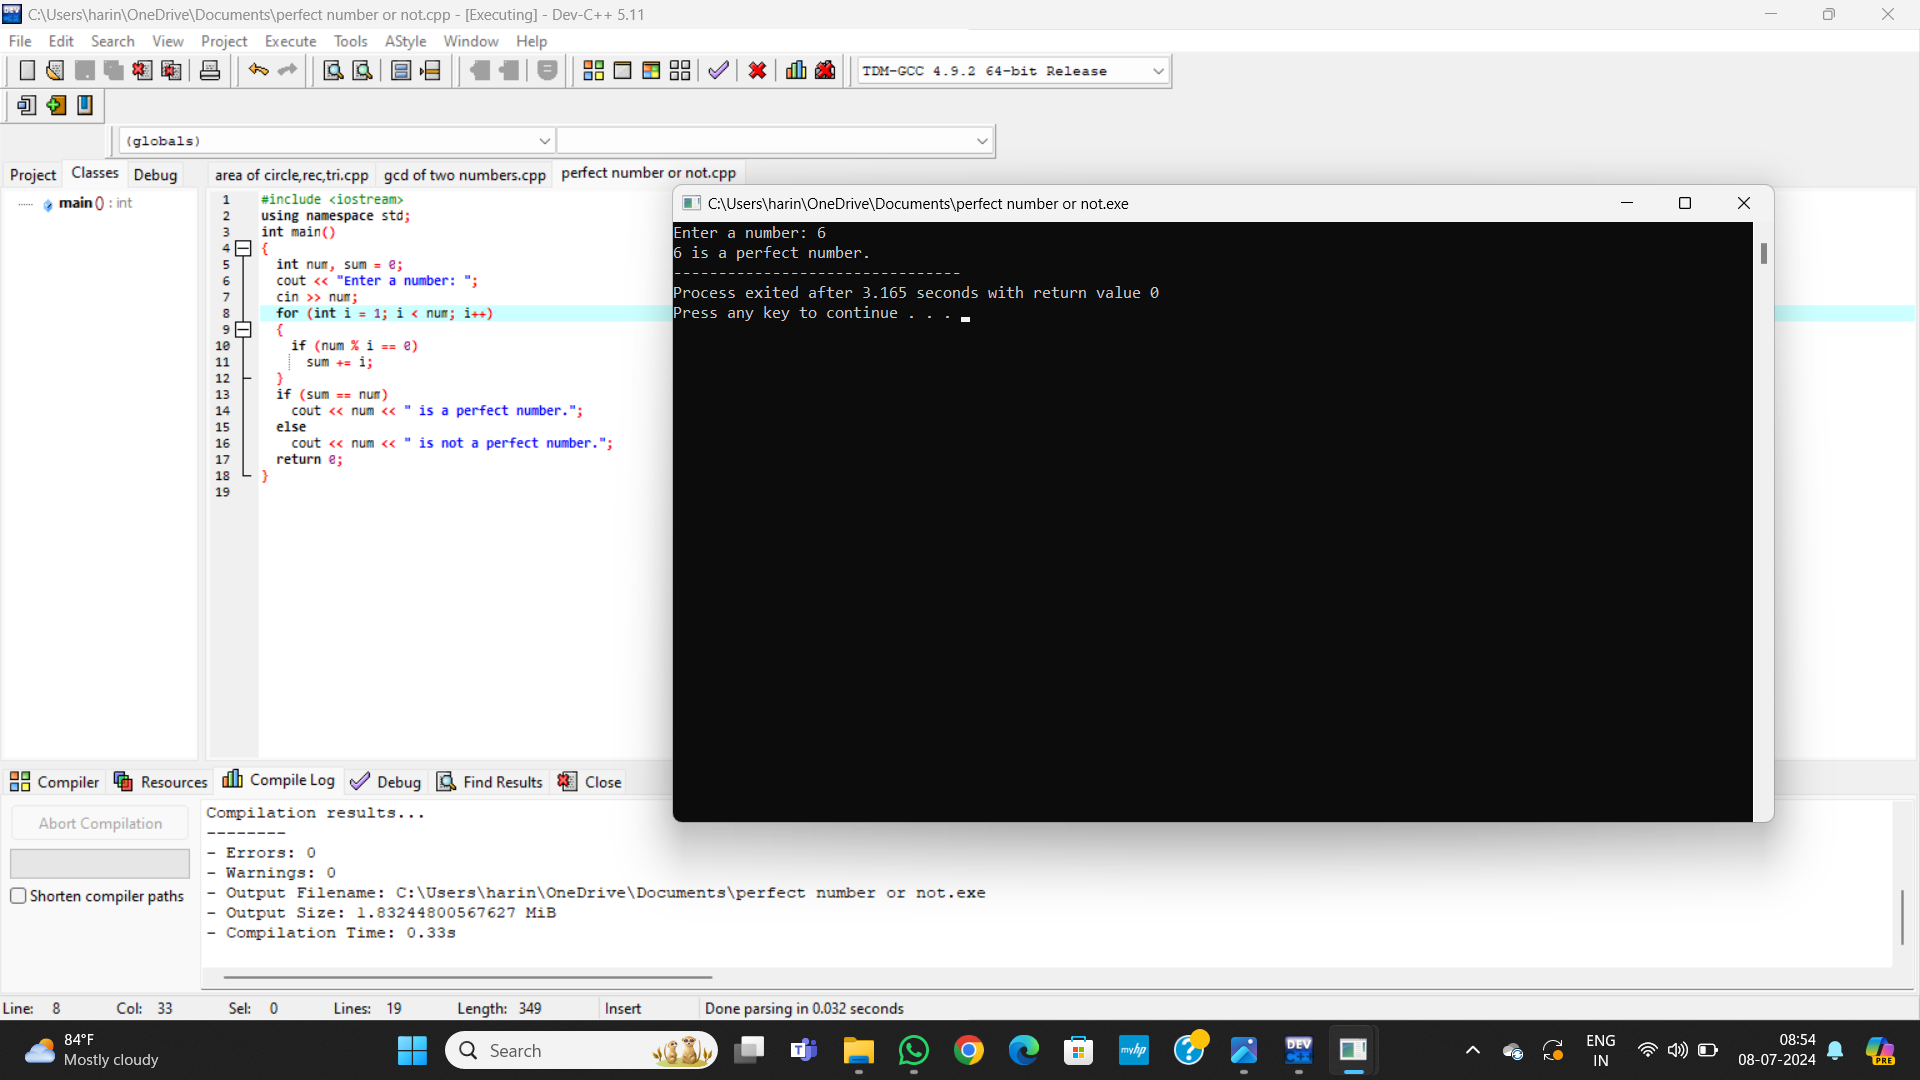 C:\Users\harin\OneDrive\Documents\perfect number or not.cpp - [Executing] - Dev-C++ 5.11
File Edit Search View Project Execute Tools AStyle Window Help
TDM-GCC 4.9.2 64-bit Release
(globals)
Project Classes Debug
area of circle,rec,tri.cpp gcd of two numbers.cpp perfect number or not.cpp
main () : int
1 #include <iostream>
2 using namespace std;
3 int main()
4 {
5 int num, sum = 0;
6 cout << "Enter a number: ";
7 cin >> num;
8 for (int i = 1; i < num; i++)
9 {
10 if (num % i == 0)
11 sum += i;
12 }
13 if (sum == num)
14 cout << num << " is a perfect number.";
15 else
16 cout << num << " is not a perfect number.";
17 return 0;
18 }
19
C:\Users\harin\OneDrive\Documents\perfect number or not.exe
Enter a number: 6
6 is a perfect number.
--------------------------------
Process exited after 3.165 seconds with return value 0
Press any key to continue . . .
Compiler Resources Compile Log Debug Find Results Close
Abort Compilation
Shorten compiler paths
Compilation results...
--------
- Errors: 0
- Warnings: 0
- Output Filename: C:\Users\harin\OneDrive\Documents\perfect number or not.exe
- Output Size: 1.83244800567627 MiB
- Compilation Time: 0.33s
Line: 8 Col: 33 Sel: 0 Lines: 19 Length: 349 Insert Done parsing in 0.032 seconds
84°F
Mostly cloudy
Search
myhp
DEV
C++
ENG
IN
08:54
08-07-2024
PRE